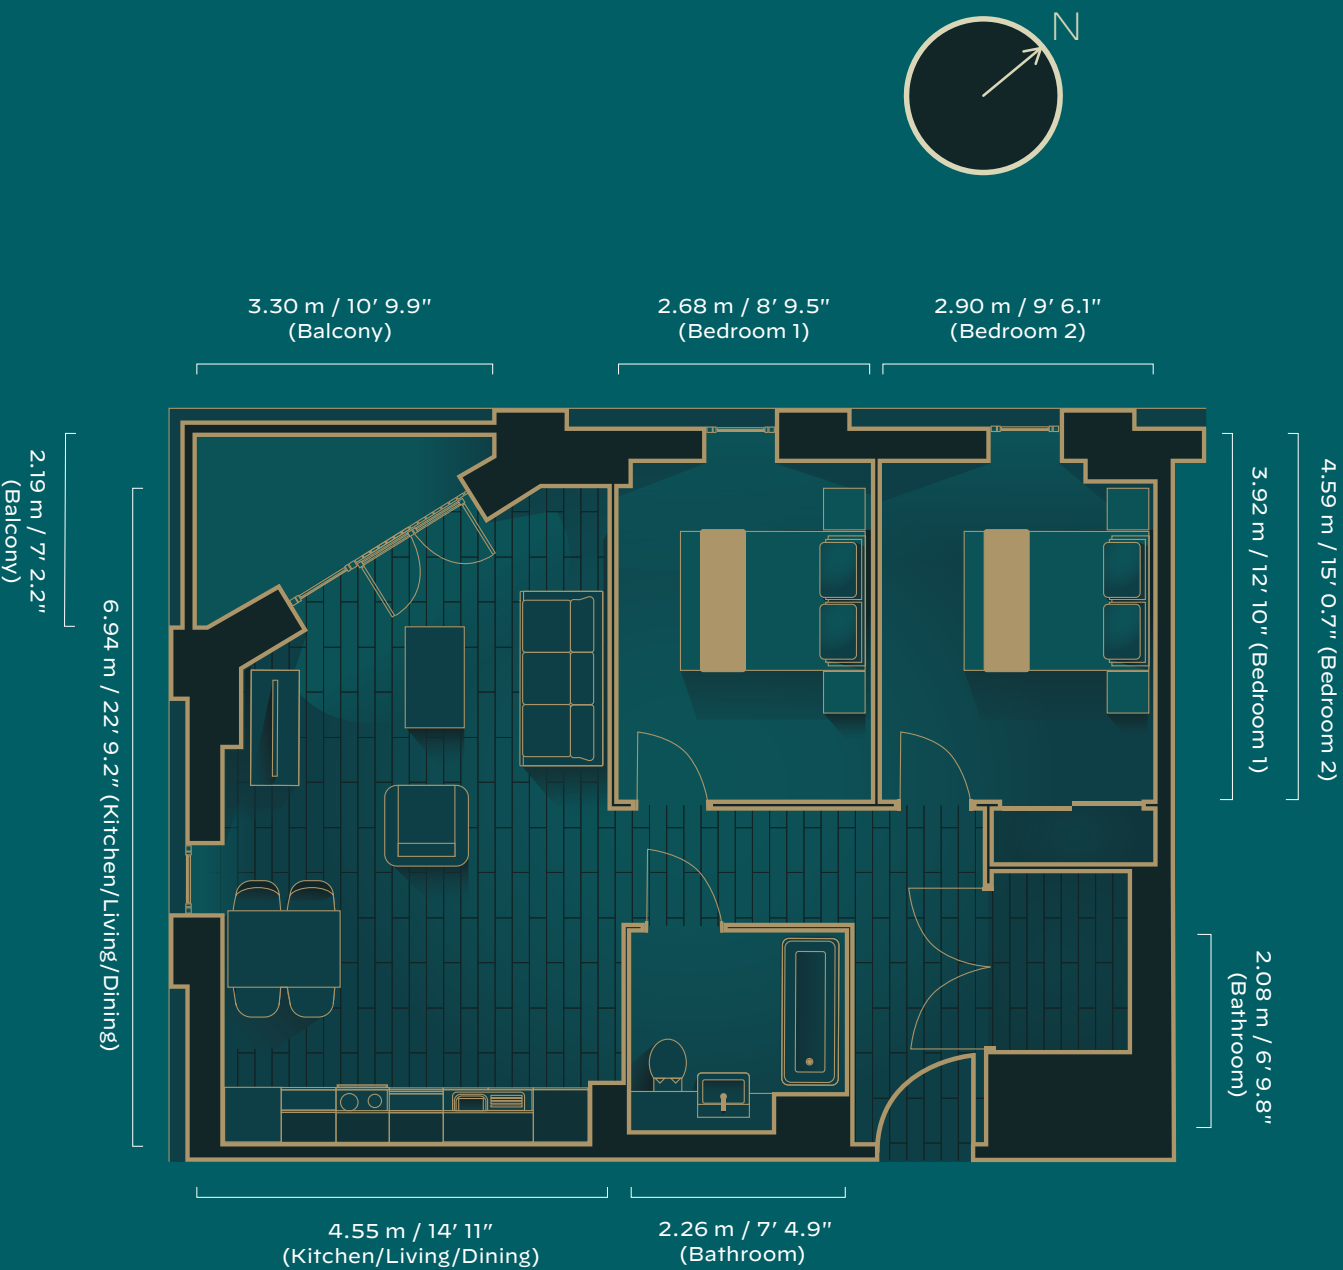 N
3.30 m / 10′ 9.9″
(Balcony)
2.68 m / 8′ 9.5″
(Bedroom 1)
2.90 m / 9′ 6.1″
(Bedroom 2)
2.19 m / 7′ 2.2″
(Balcony)
6.94 m / 22′ 9.2″ (Kitchen/Living/Dining)
3.92 m / 12′ 10″ (Bedroom 1)
4.59 m / 15′ 0.7″ (Bedroom 2)
2.08 m / 6′ 9.8″
(Bathroom)
4.55 m / 14′ 11″
(Kitchen/Living/Dining)
2.26 m / 7′ 4.9″
(Bathroom)